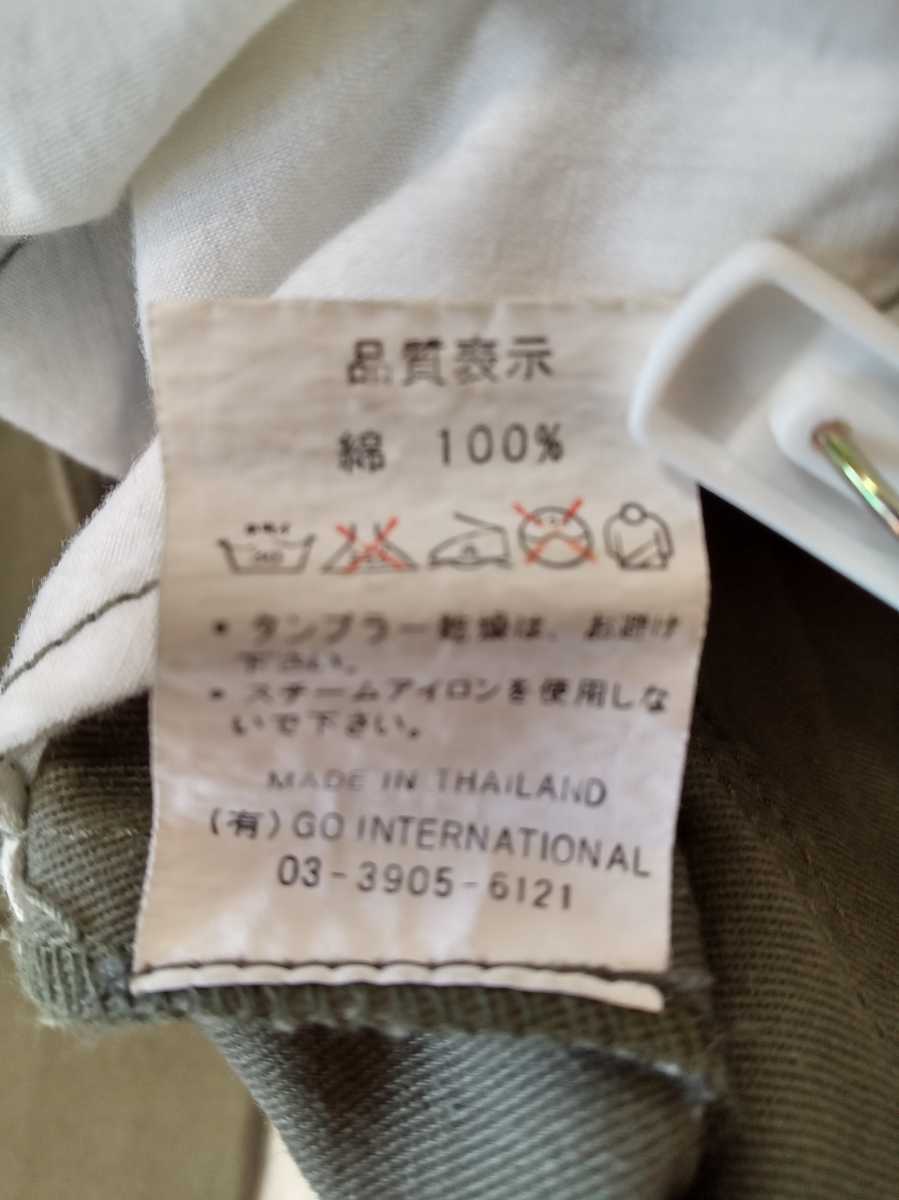 品質表示
綿 100%
40
・タンブラー乾燥は、お避け
下さい。
・スチームアイロンを使用しな
いで下さい。
MADE IN THAILAND
(有) GO INTERNATIONAL
03-3905-6121